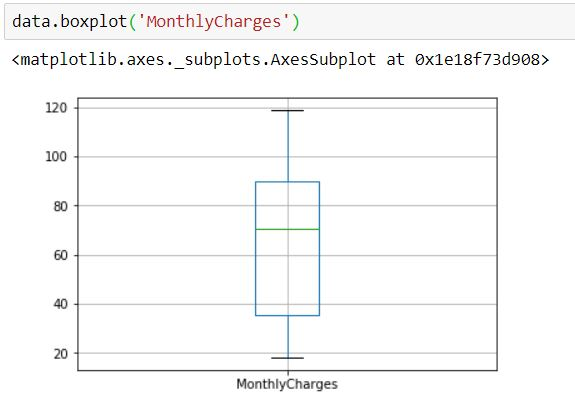 data.boxplot('MonthlyCharges')
<matplotlib.axes._subplots.AxesSubplot at 0x1e18f73d908>
120
100
80
60
40
20
MonthlyCharges